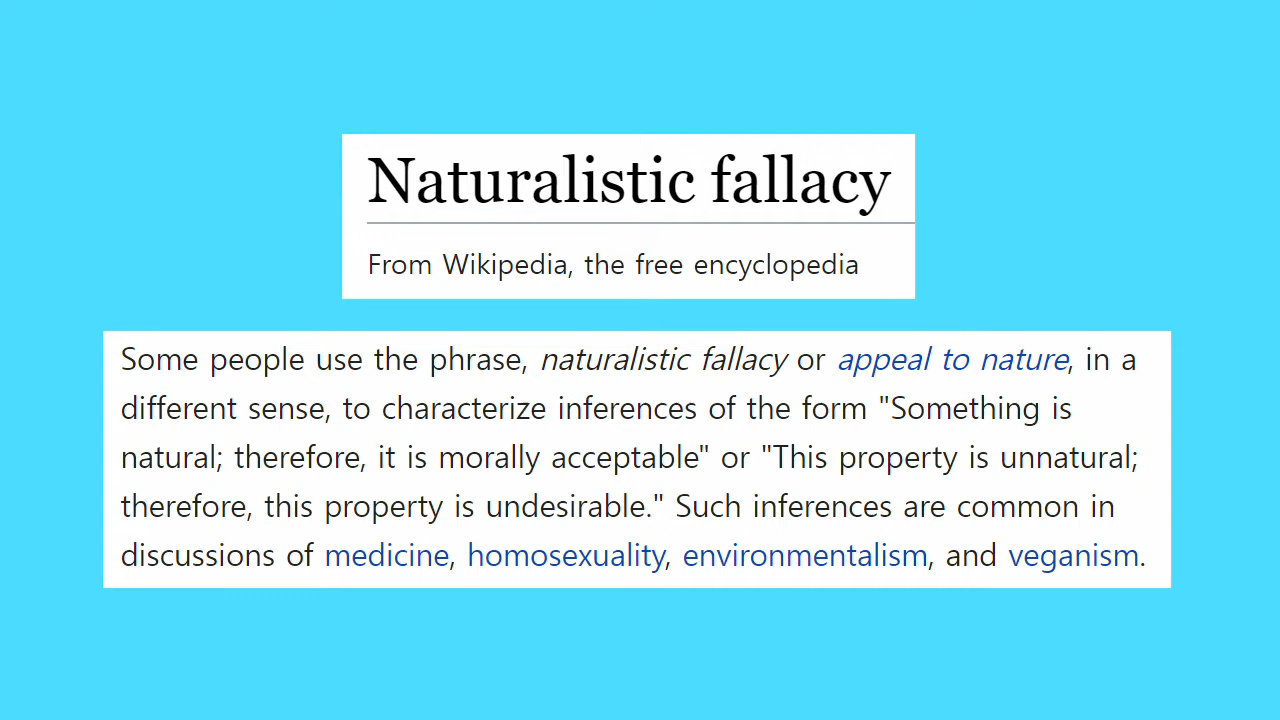 Naturalistic fallacy
From Wikipedia, the free encyclopedia
Some people use the phrase, naturalistic fallacy or appeal to nature, in a
different sense, to characterize inferences of the form "Something is
natural; therefore, it is morally acceptable" or "This property is unnatural;
therefore, this property is undesirable." Such inferences are common in
discussions of medicine, homosexuality, environmentalism, and veganism.